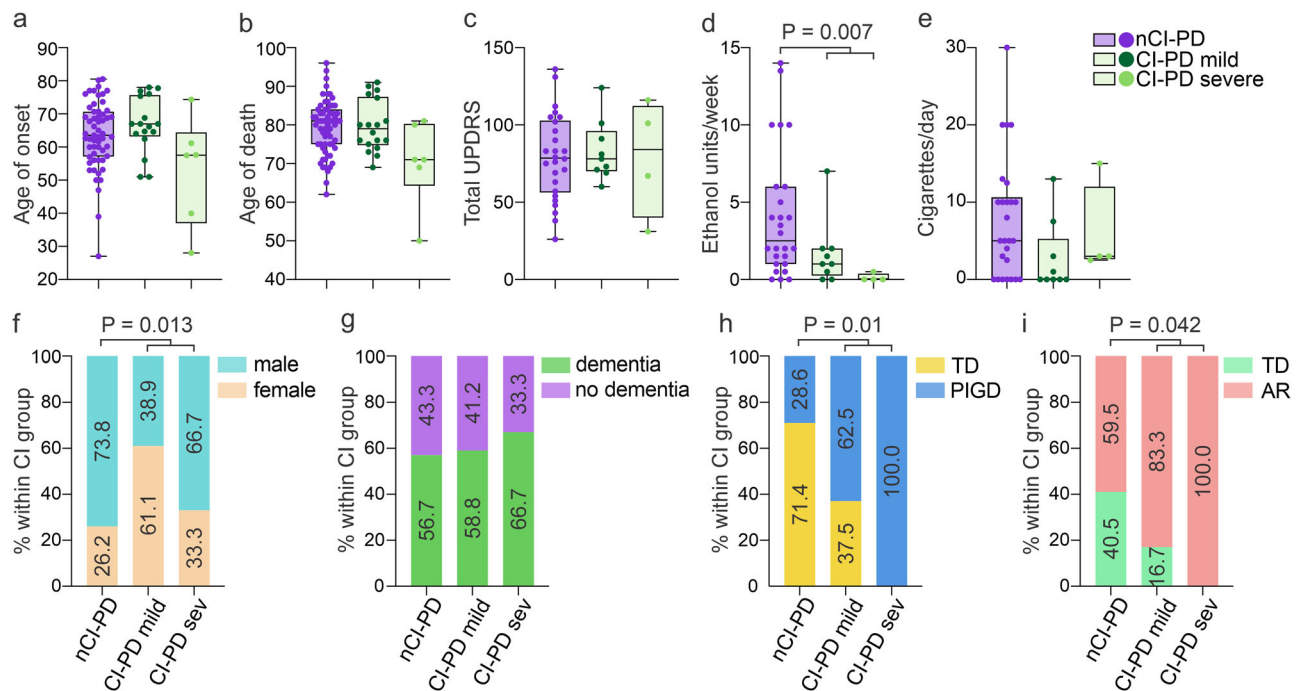 a
Age of onset
90
80
70
60
50
40
30
20
b
Age of death
100
90
80
70
60
50
40
c
Total UPDRS
150
100
50
0
d
Ethanol units/week
15
10
5
0
P = 0.007
e
Cigarettes/day
30
20
10
0
nCI-PD
CI-PD mild
CI-PD severe
f
P = 0.013
% within CI group
100
80
60
40
20
0
male
female
73.8
26.2
38.9
61.1
66.7
33.3
nCI-PD
CI-PD mild
CI-PD sev
g
% within CI group
100
80
60
40
20
0
dementia
no dementia
43.3
56.7
41.2
58.8
33.3
66.7
nCI-PD
CI-PD mild
CI-PD sev
h
P = 0.01
% within CI group
100
80
60
40
20
0
TD
PIGD
28.6
71.4
62.5
37.5
100.0
nCI-PD
CI-PD mild
CI-PD sev
i
P = 0.042
% within CI group
100
80
60
40
20
0
TD
AR
59.5
40.5
83.3
16.7
100.0
nCI-PD
CI-PD mild
CI-PD sev